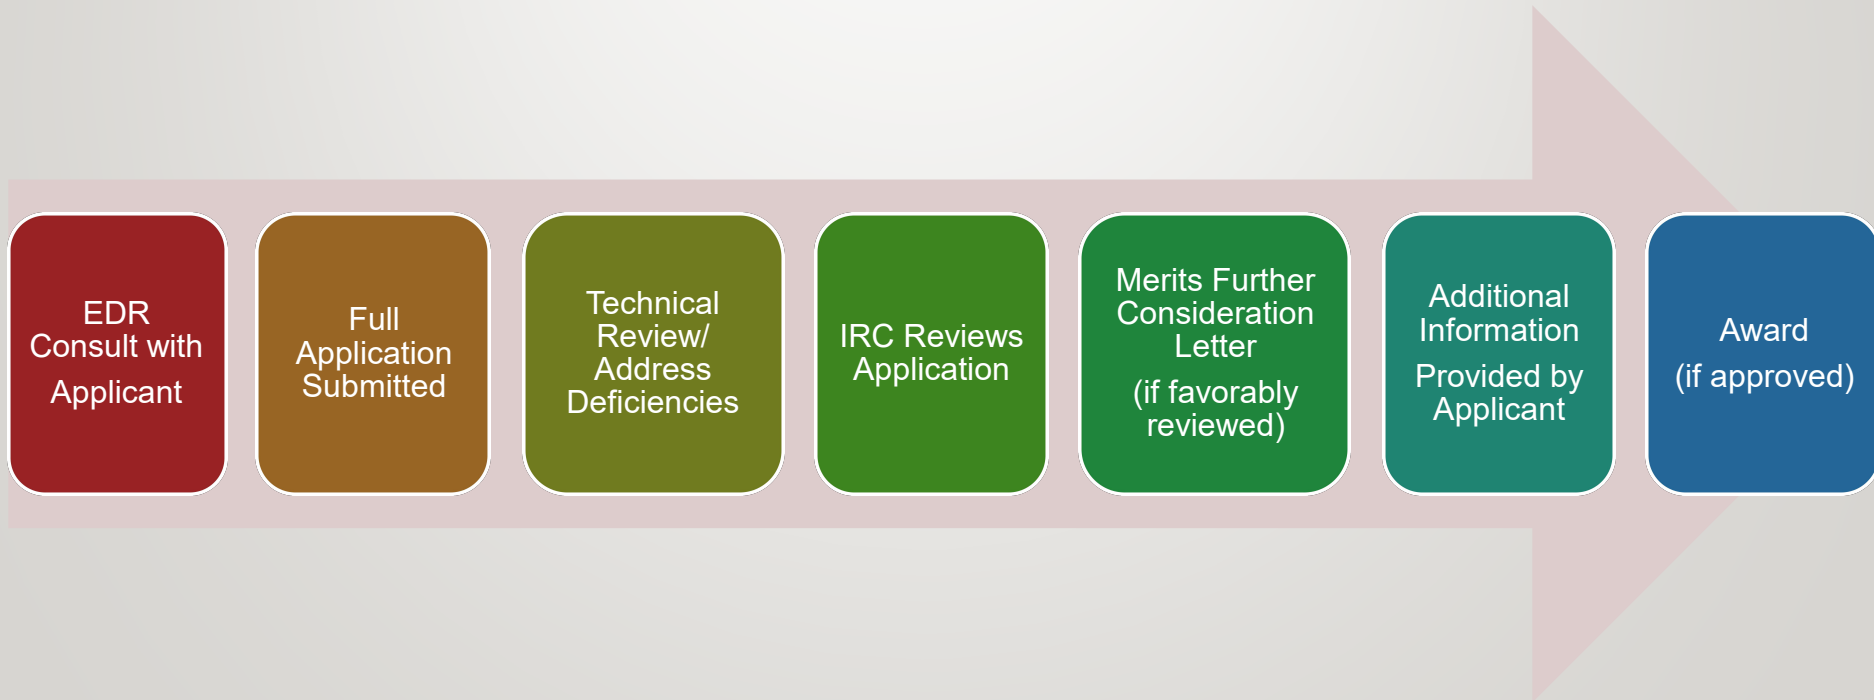 EDR
Consult with
Applicant
Full
Application
Submitted
Technical
Review/
Address
Deficiencies
IRC Reviews
Application
Merits Further
Consideration
Letter
(if favorably
reviewed)
Additional
Information
Provided by
Applicant
Award
(if approved)